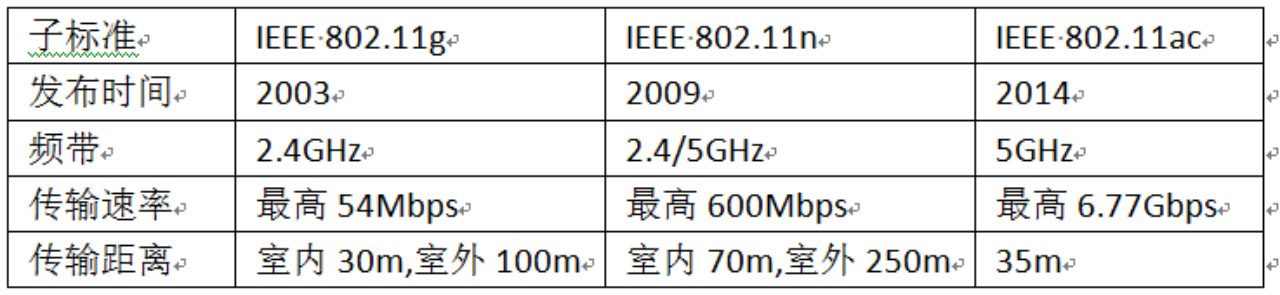 子标准 IEEE 802.11g IEEE 802.11n IEEE 802.11ac
发布时间 2003 2009 2014
频带 2.4GHz 2.4/5GHz 5GHz
传输速率 最高 54Mbps 最高 600Mbps 最高 6.77Gbps
传输距离 室内 30m,室外 100m 室内 70m,室外 250m 35m